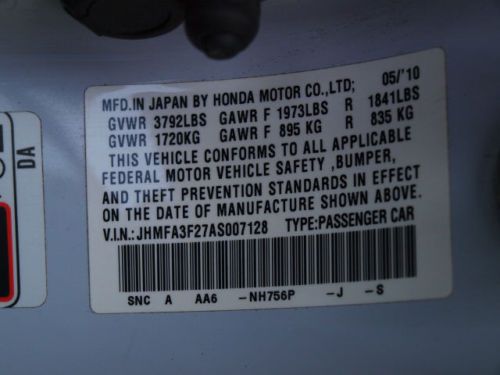 MFD.IN JAPAN BY HONDA MOTOR CO.,LTD; 05/'10
GVWR 3792LBS GAWR F 1973LBS R 1841LBS
GVWR 1720KG GAWR F 895 KG R 835 KG
THIS VEHICLE CONFORMS TO ALL APPLICABLE
FEDERAL MOTOR VEHICLE SAFETY ,BUMPER,
AND THEFT PREVENTION STANDARDS IN EFFECT
ON THE DATE OF MANUFACTURE SHOWN ABOVE.
V.I.N.: JHMFA3F27AS007128 TYPE:PASSENGER CAR
SNC A AA6 -NH756P -J -S
DA